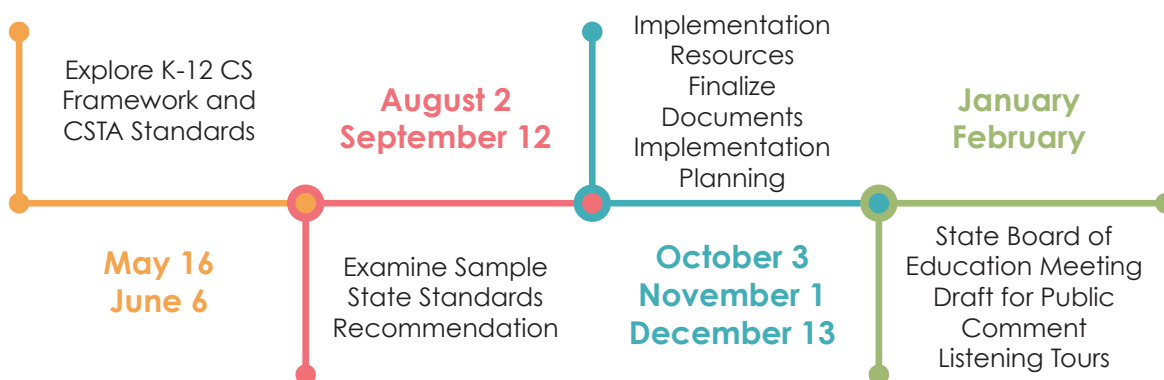 Explore K-12 CS
Framework and
CSTA Standards
May 16
June 6
August 2
September 12
Examine Sample
State Standards
Recommendation
Implementation
Resources
Finalize
Documents
Implementation
Planning
October 3
November 1
December 13
January
February
State Board of
Education Meeting
Draft for Public
Comment
Listening Tours